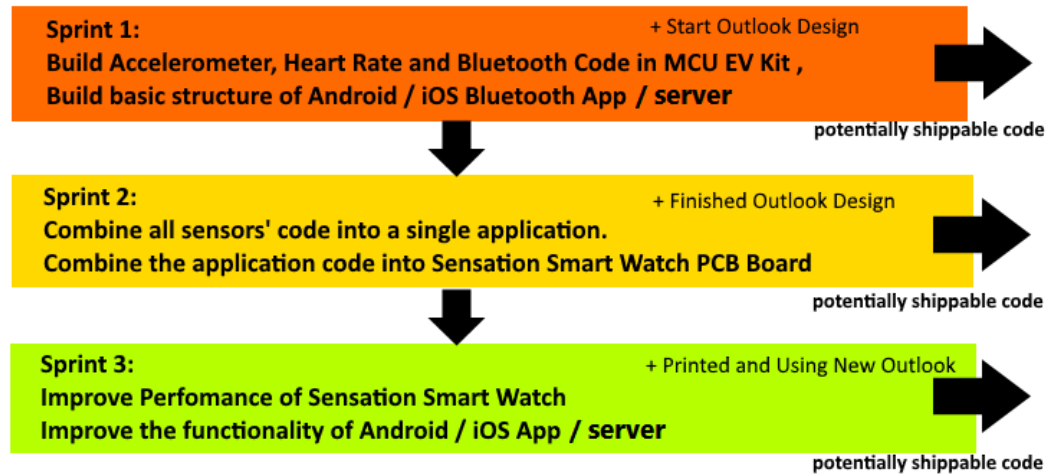 Sprint 1:
+ Start Outlook Design
Build Accelerometer, Heart Rate and Bluetooth Code in MCU EV Kit ,
Build basic structure of Android / iOS Bluetooth App / server
potentially shippable code
Sprint 2:
+ Finished Outlook Design
Combine all sensors' code into a single application.
Combine the application code into Sensation Smart Watch PCB Board
potentially shippable code
Sprint 3:
+ Printed and Using New Outlook
Improve Perfomance of Sensation Smart Watch
Improve the functionality of Android / iOS App / server
potentially shippable code